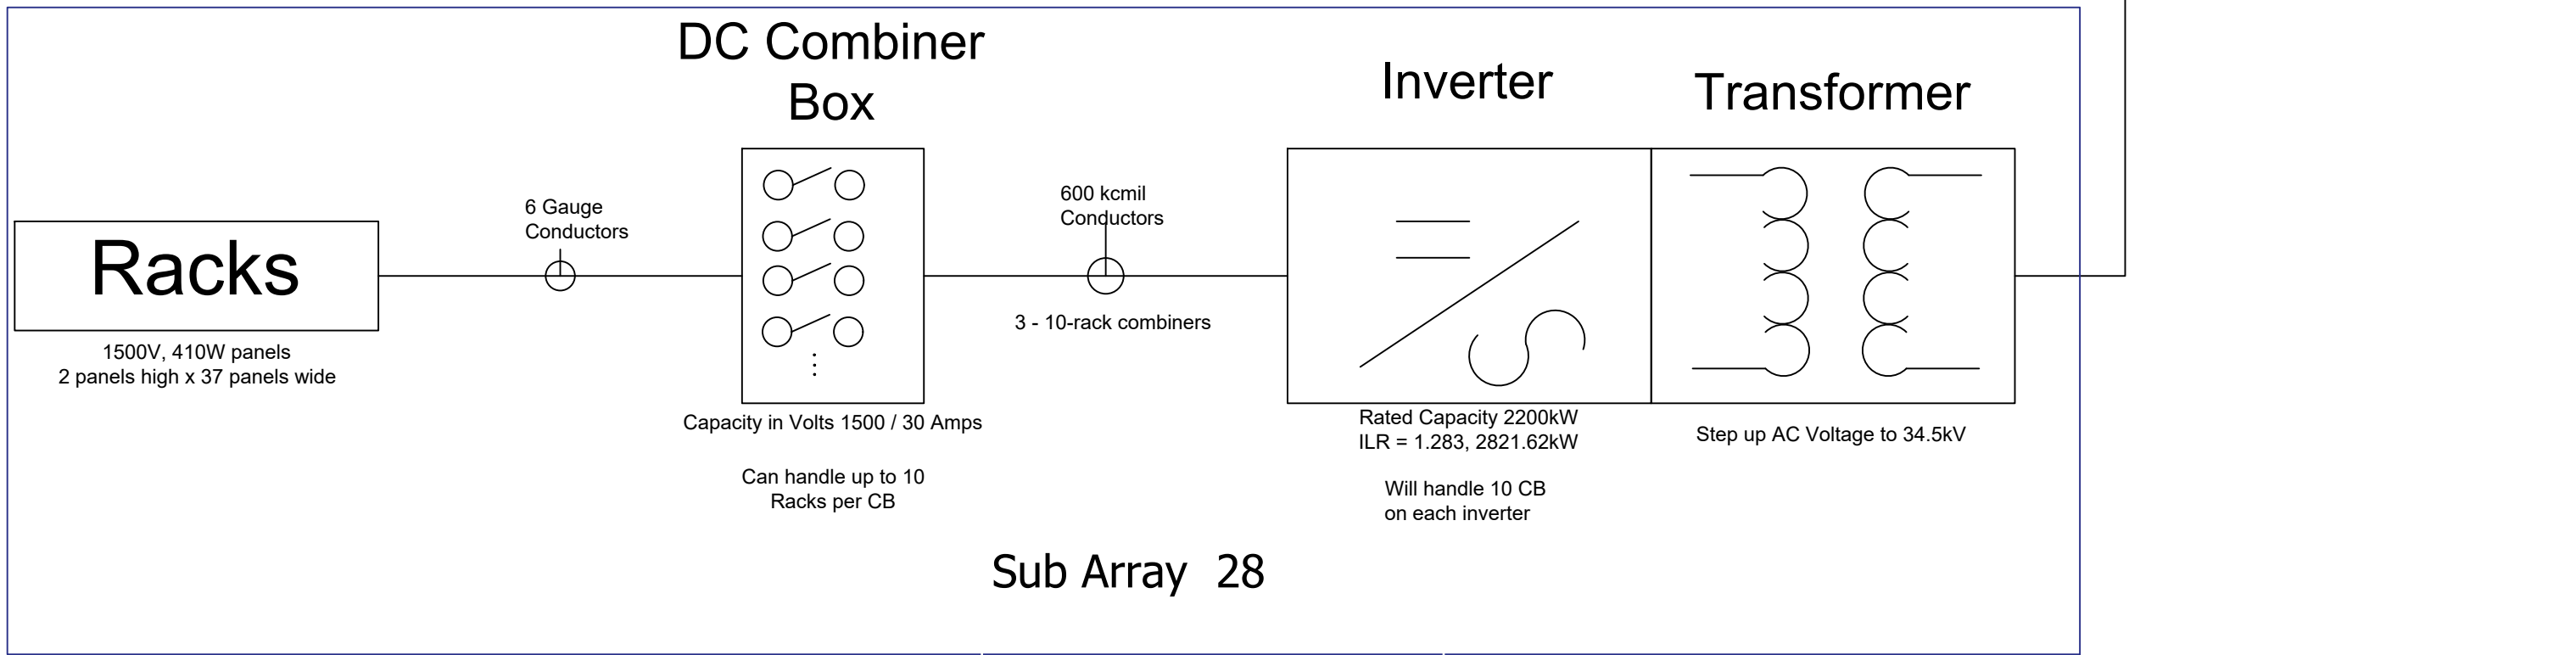 DC Combiner
Box
Inverter
Transformer
6 Gauge
Conductors
600 kcmil
Conductors
Racks
3 - 10-rack combiners
1500V, 410W panels
2 panels high x 37 panels wide
Capacity in Volts 1500 / 30 Amps
Can handle up to 10
Racks per CB
Rated Capacity 2200kW
ILR = 1.283, 2821.62kW
Will handle 10 CB
on each inverter
Step up AC Voltage to 34.5kV
Sub Array 28